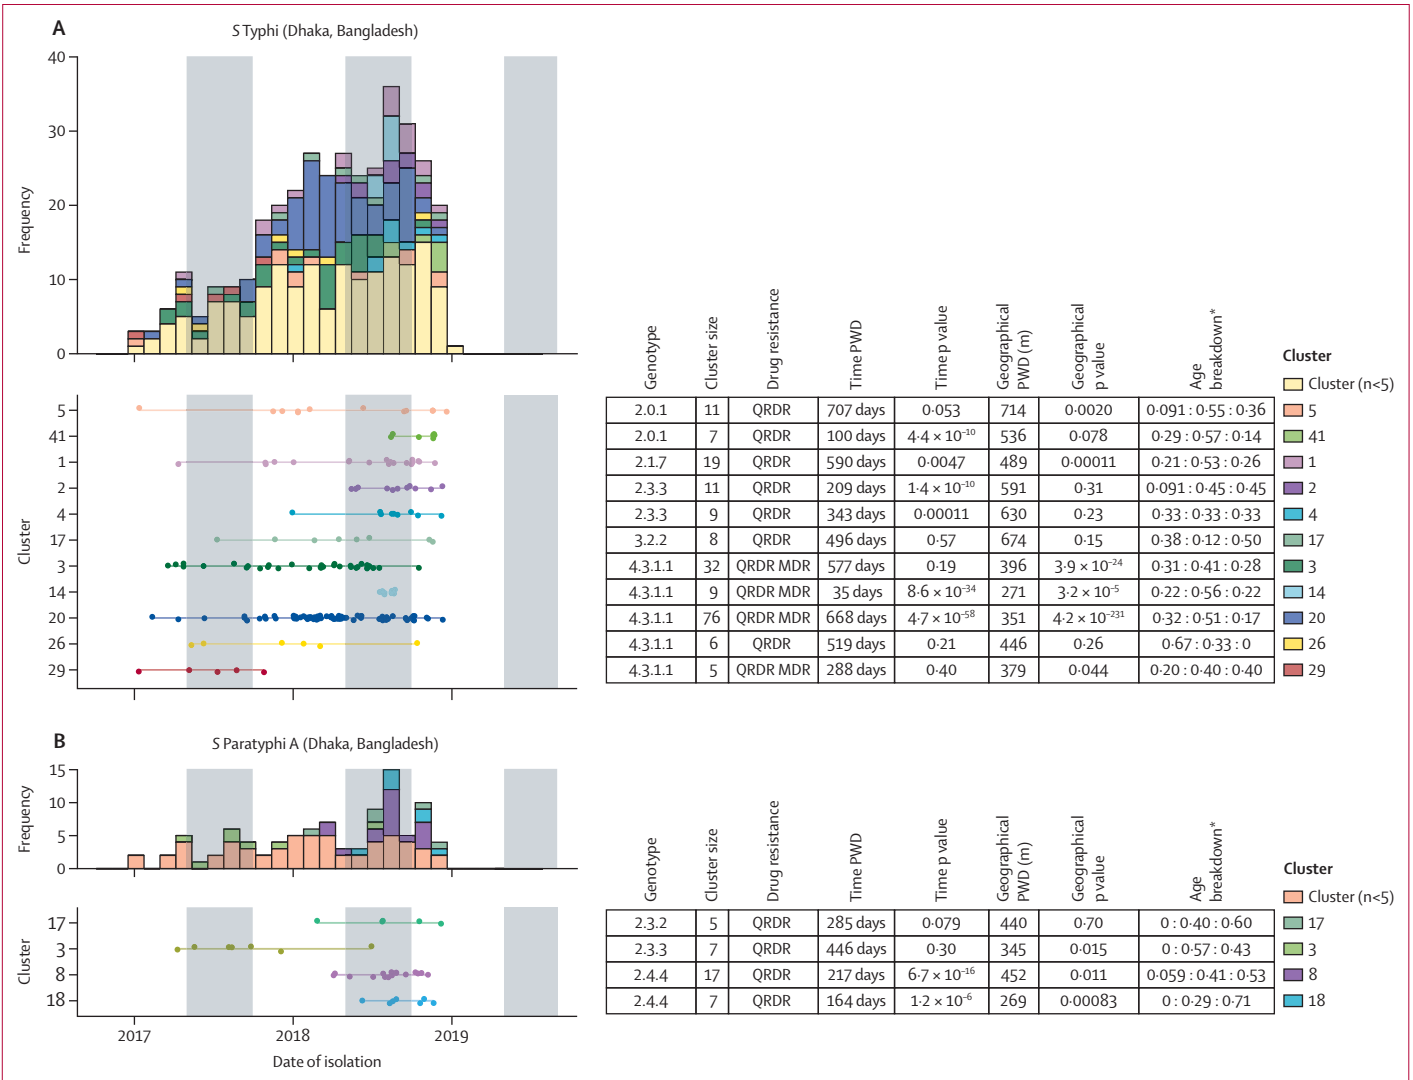 A
S Typhi (Dhaka, Bangladesh)
40
30
20
10
0
Frequency
Genotype
Cluster size
Drug resistance
Time PWD
Time p value
Geographical
PWD (m)
Geographical
p value
Age
breakdown*
Cluster
Cluster (n<5)
5 2·0.1 11 QRDR 707 days 0·053 714 0·0020 0·091 : 0·55 : 0·36 5
41 2.0.1 7 QRDR 100 days 4·4 × 10⁻¹⁰ 536 0·078 0·29 : 0·57 : 0·14 41
1 2.1.7 19 QRDR 590 days 0·0047 489 0·00011 0·21 : 0·53 : 0·26 1
2 2.3.3 11 QRDR 209 days 1·4 × 10⁻¹⁰ 591 0·31 0·091 : 0·45 : 0·45 2
4 2.3.3 9 QRDR 343 days 0·00011 630 0·23 0·33 : 0·33 : 0·33 4
17 3.2.2 8 QRDR 496 days 0·57 674 0·15 0·38 : 0·12 : 0·50 17
3 4.3.1.1 32 QRDR MDR 577 days 0·19 396 3·9 × 10⁻²⁴ 0·31 : 0·41 : 0·28 3
14 4.3.1.1 9 QRDR MDR 35 days 8·6 × 10⁻³⁴ 271 3·2 × 10⁻⁵ 0·22 : 0·56 : 0·22 14
20 4.3.1.1 76 QRDR MDR 668 days 4·7 × 10⁻⁵⁸ 351 4·2 × 10⁻²³¹ 0·32 : 0·51 : 0·17 20
26 4.3.1.1 6 QRDR 519 days 0·21 446 0·26 0·67 : 0·33 : 0 26
29 4.3.1.1 5 QRDR MDR 288 days 0·40 379 0·044 0·20 : 0·40 : 0·40 29
Cluster
B
S Paratyphi A (Dhaka, Bangladesh)
15
10
5
0
Frequency
Genotype
Cluster size
Drug resistance
Time PWD
Time p value
Geographical
PWD (m)
Geographical
p value
Age
breakdown*
Cluster
Cluster (n<5)
17 2.3.2 5 QRDR 285 days 0·079 440 0·70 0 : 0·40 : 0·60 17
3 2.3.3 7 QRDR 446 days 0·30 345 0·015 0 : 0·57 : 0·43 3
8 2.4.4 17 QRDR 217 days 6·7 × 10⁻¹⁶ 452 0·011 0·059 : 0·41 : 0·53 8
18 2.4.4 7 QRDR 164 days 1·2 × 10⁻⁶ 269 0·00083 0 : 0·29 : 0·71 18
Cluster
2017 2018 2019
Date of isolation